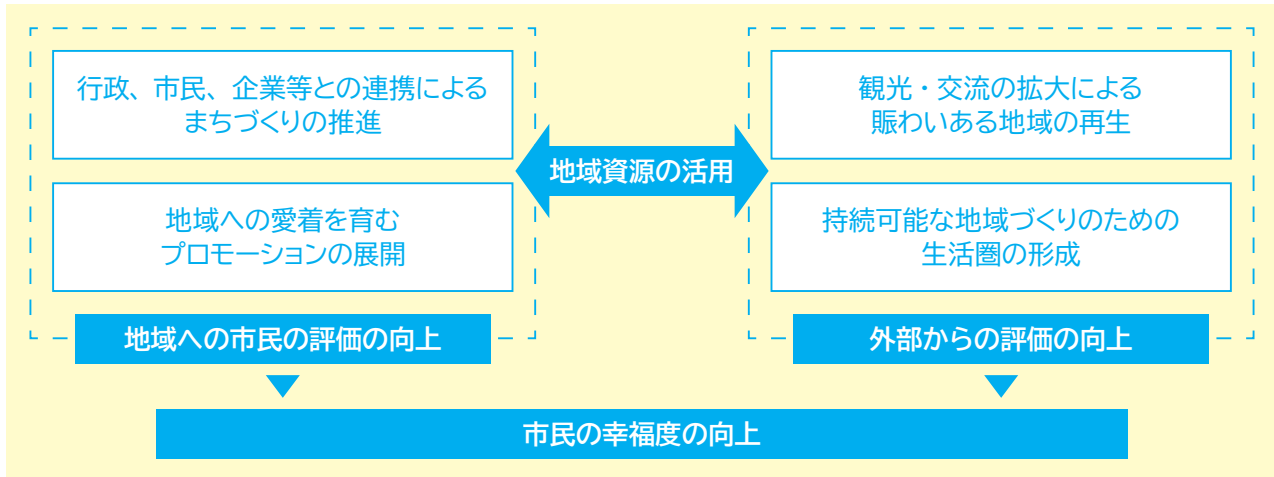 行政、市民、企業等との連携による
まちづくりの推進
地域への愛着を育む
プロモーションの展開
地域への市民の評価の向上
地域資源の活用
観光・交流の拡大による
賑わいある地域の再生
持続可能な地域づくりのための
生活圏の形成
外部からの評価の向上
市民の幸福度の向上